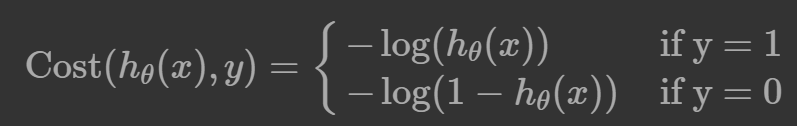 Cost(hθ(x), y) = { − log(hθ(x)) if y = 1
− log(1 − hθ(x)) if y = 0